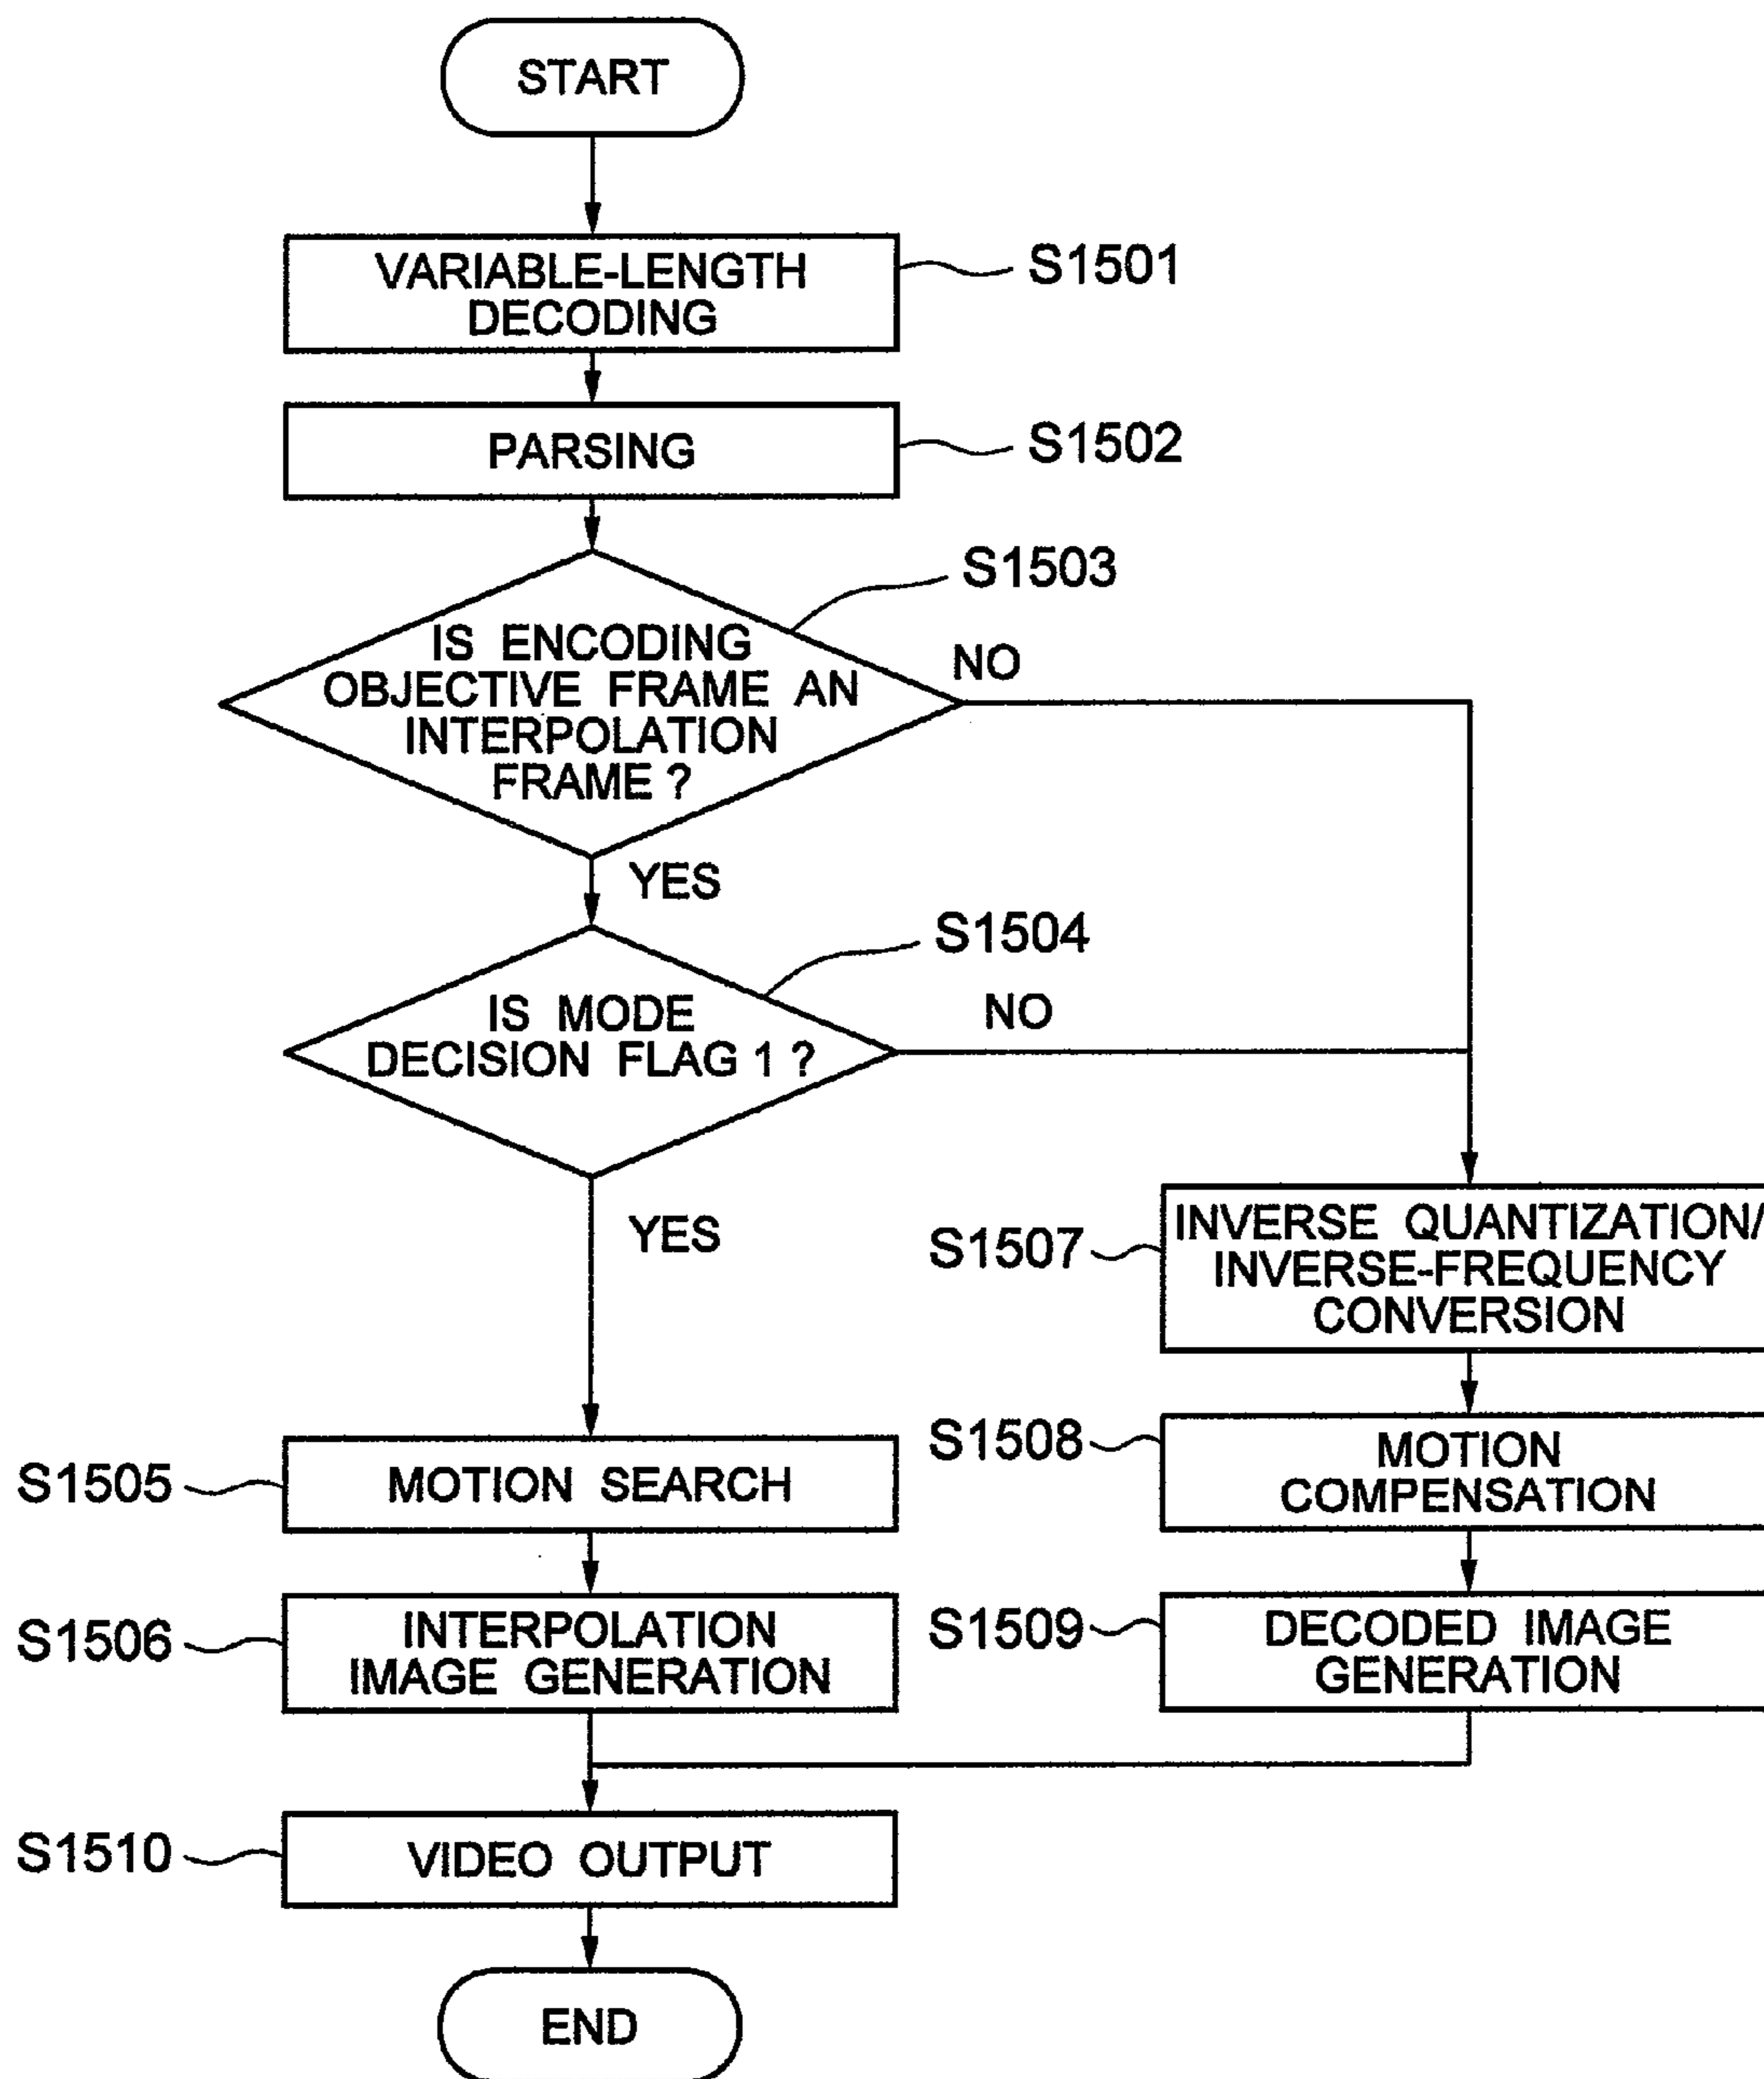 START
VARIABLE-LENGTH
DECODING
S1501
PARSING
S1502
S1503
IS ENCODING
OBJECTIVE FRAME AN
INTERPOLATION
FRAME ?
NO
YES
S1504
IS MODE
DECISION FLAG 1 ?
NO
YES
S1507
INVERSE QUANTIZATION/
INVERSE-FREQUENCY
CONVERSION
S1505
MOTION SEARCH
S1508
MOTION
COMPENSATION
S1506
INTERPOLATION
IMAGE GENERATION
S1509
DECODED IMAGE
GENERATION
S1510
VIDEO OUTPUT
END